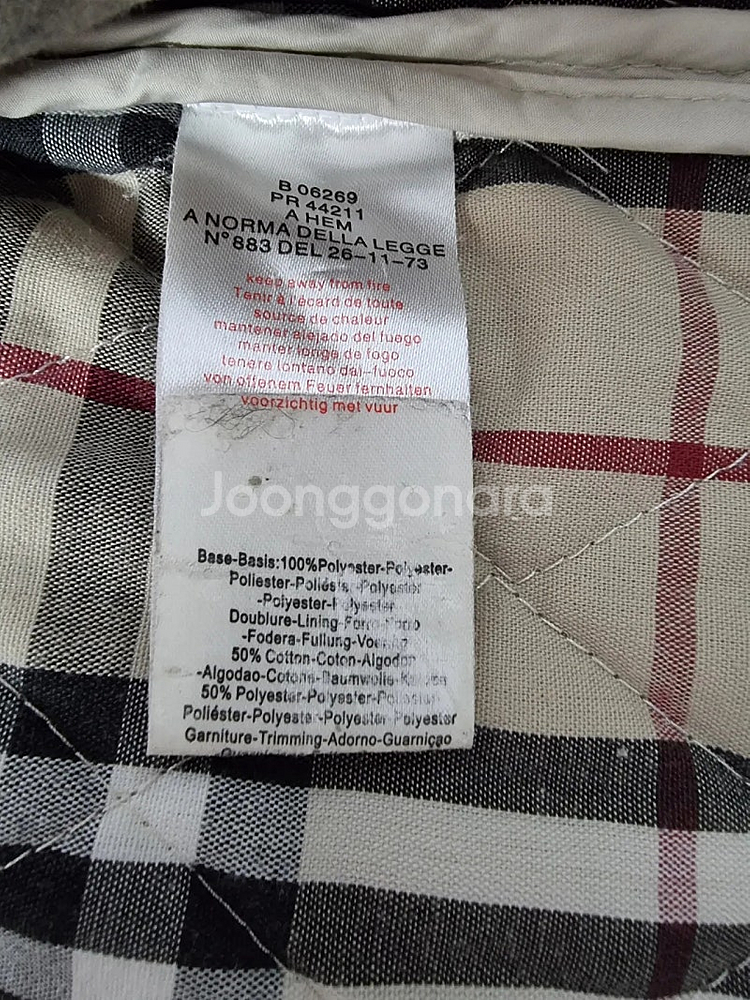 B 06269
PR 44211
A HEM
A NORMA DELLA LEGGE
N° 883 DEL 26-11-73
keep away from fire
Tenir à l'écart de toute
source de chaleur
mantener alejado del fuego
manter longe de fogo
tenere lontano dal-fuoco
von offenem Feuer fernhalten
voorzichtig met vuur
Joonggonara
Base-Basis:100%Polyester-Polyester-
Poliester-Poliésis, -Polyester
-Polyester-Polyester
Doublure-Lining-Forro-Forro
-Fodera-Fullung-Voering
50% Cotton-Coton-Algodon
-Algodao-Cotone-Baumwolle-Katoen
50% Polyester-Polyester-Poliester
Poliéster-Polyester-Polyester-Polyester
Garniture-Trimming-Adorno-Guarniçao